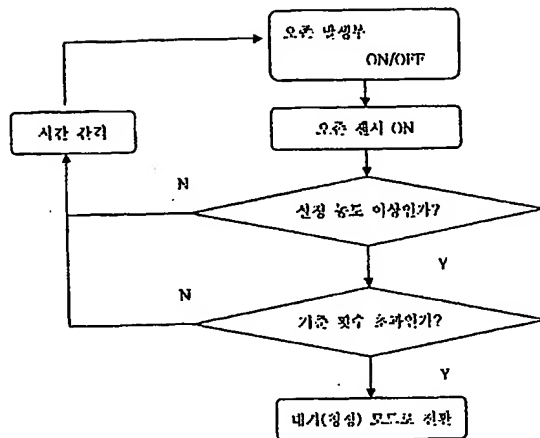 오존 발생부
ON/OFF
오존 센서 ON
시간 관리
N
설정 농도 이상인가?
Y
N
기준 횟수 초과인가?
Y
대기(정상) 모드로 전환